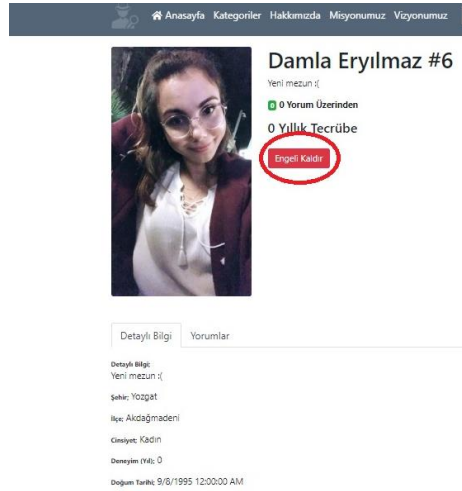 Anasayfa Kategoriler Hakkımızda Misyonumuz Vizyonumuz
Damla Eryılmaz #6
Yeni mezun :(
0 0 Yorum Üzerinden
0 Yıllık Tecrübe
Engeli Kaldır
Detaylı Bilgi Yorumlar
Detaylı Bilgi:
Yeni mezun :(
Şehir; Yozgat
İlçe; Akdağmadeni
Cinsiyet; Kadın
Deneyim (Yıl); 0
Doğum Tarihi; 9/8/1995 12:00:00 AM